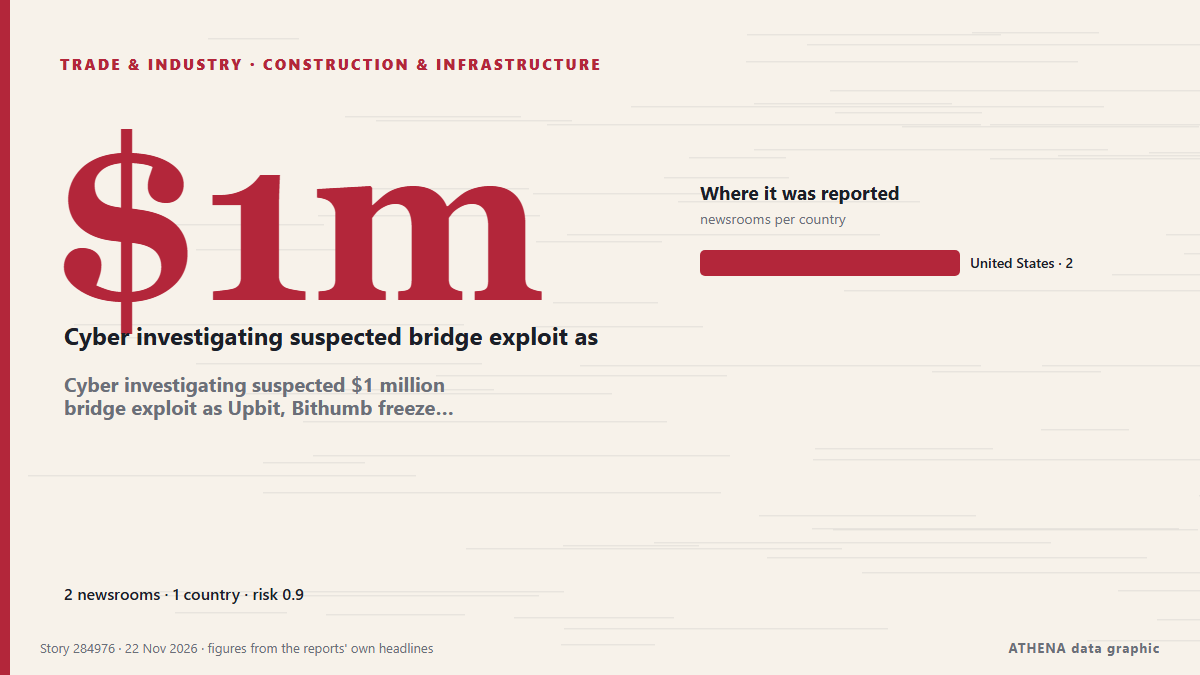 TRADE & INDUSTRY · CONSTRUCTION & INFRASTRUCTURE
$1m
Cyber investigating suspected bridge exploit as
Cyber investigating suspected $1 million
bridge exploit as Upbit, Bithumb freeze…
Where it was reported
newsrooms per country
United States · 2
2 newsrooms · 1 country · risk 0.9
Story 284976 · 22 Nov 2026 · figures from the reports' own headlines
ATHENA data graphic